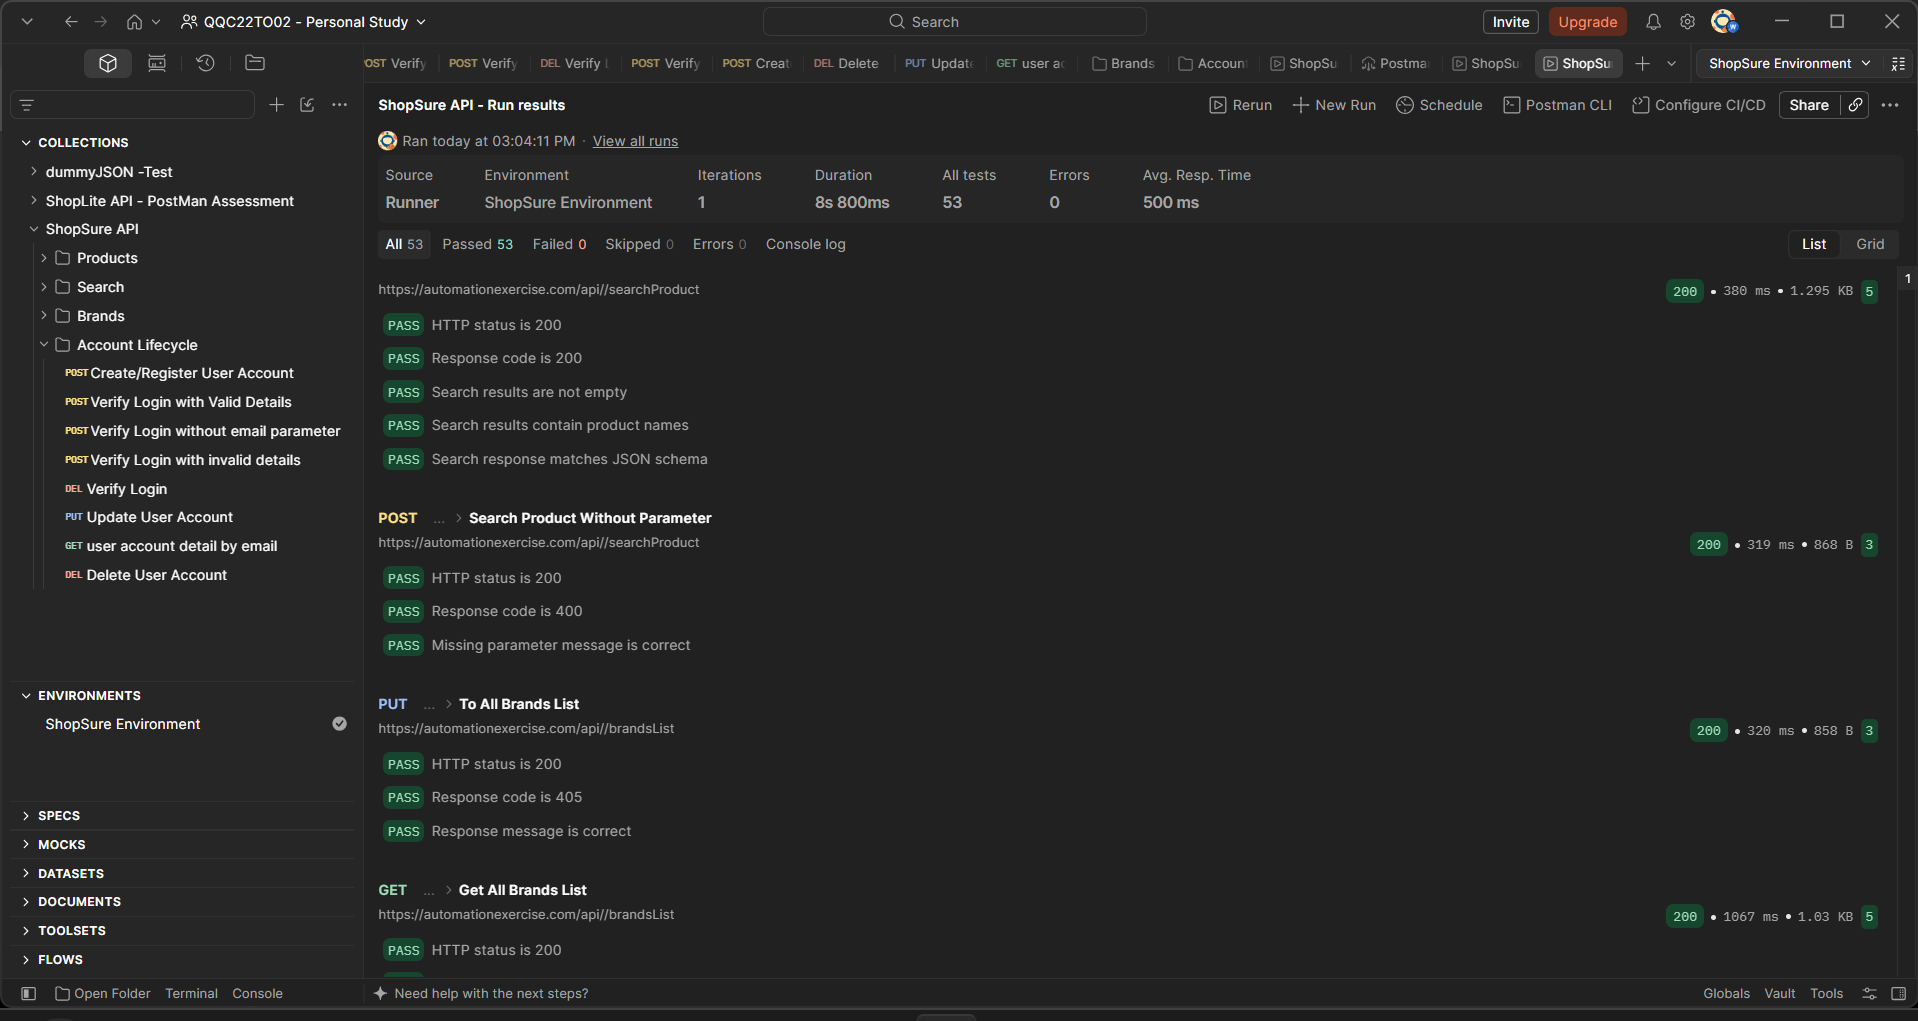 QQC22TO02 - Personal Study
Search
Invite
Upgrade
POST Verify
DEL Verify
POST Verify
POST Creat
DEL Delete
PUT Update
GET user ac
Brands
Account
ShopSu
Postma
ShopSu
ShopSu
ShopSure Environment
ShopSure API - Run results
Rerun
New Run
Schedule
Postman CLI
Configure CI/CD
Share
Ran today at 03:04:11 PM · View all runs
Source Environment Iterations Duration All tests Errors Avg. Resp. Time
Runner ShopSure Environment 1 8s 800ms 53 0 500 ms
All 53 Passed 53 Failed 0 Skipped 0 Errors 0 Console log
List Grid
COLLECTIONS
dummyJSON -Test
ShopLite API - PostMan Assessment
ShopSure API
Products
Search
Brands
Account Lifecycle
POST Create/Register User Account
POST Verify Login with Valid Details
POST Verify Login without email parameter
POST Verify Login with invalid details
DEL Verify Login
PUT Update User Account
GET user account detail by email
DEL Delete User Account
ENVIRONMENTS
ShopSure Environment
SPECS
MOCKS
DATASETS
DOCUMENTS
TOOLSETS
FLOWS
https://automationexercise.com/api//searchProduct
200 • 380 ms • 1.295 KB 5
1
PASS HTTP status is 200
PASS Response code is 200
PASS Search results are not empty
PASS Search results contain product names
PASS Search response matches JSON schema
POST ... > Search Product Without Parameter
https://automationexercise.com/api//searchProduct
200 • 319 ms • 868 B 3
PASS HTTP status is 200
PASS Response code is 400
PASS Missing parameter message is correct
PUT ... > To All Brands List
https://automationexercise.com/api//brandsList
200 • 320 ms • 858 B 3
PASS HTTP status is 200
PASS Response code is 405
PASS Response message is correct
GET ... > Get All Brands List
https://automationexercise.com/api//brandsList
200 • 1067 ms • 1.03 KB 5
PASS HTTP status is 200
Open Folder Terminal Console
Need help with the next steps?
Globals Vault Tools